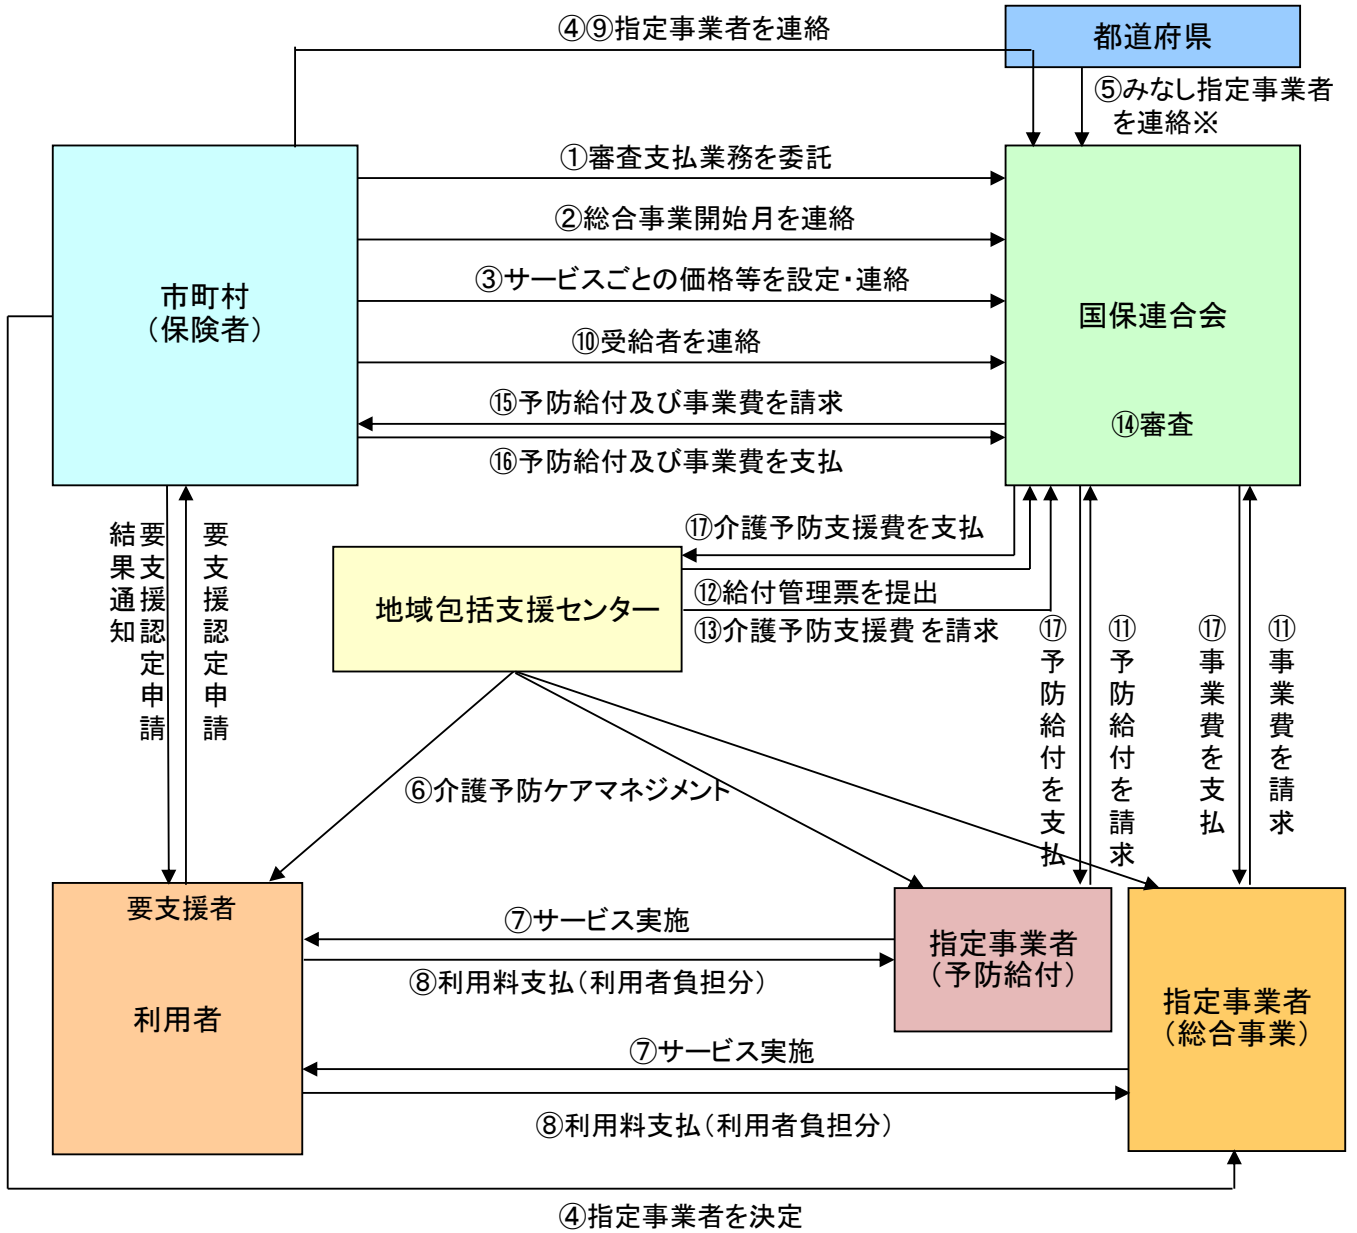 ④⑨指定事業者を連絡
都道府県
⑤みなし指定事業者
を連絡※
①審査支払業務を委託
②総合事業開始月を連絡
③サービスごとの価格等を設定・連絡
市町村
（保険者）
国保連合会
⑩受給者を連絡
⑮予防給付及び事業費を請求
⑭審査
⑯予防給付及び事業費を支払
要支援認定申請
結果通知
要支援認定申請
⑰介護予防支援費を支払
地域包括支援センター
⑫給付管理票を提出
⑬介護予防支援費 を請求
⑰予防給付を支払
⑪予防給付を請求
⑰事業費を支払
⑪事業費を請求
⑥介護予防ケアマネジメント
要支援者
利用者
⑦サービス実施
⑧利用料支払（利用者負担分）
指定事業者
（予防給付）
指定事業者
（総合事業）
⑦サービス実施
⑧利用料支払（利用者負担分）
④指定事業者を決定